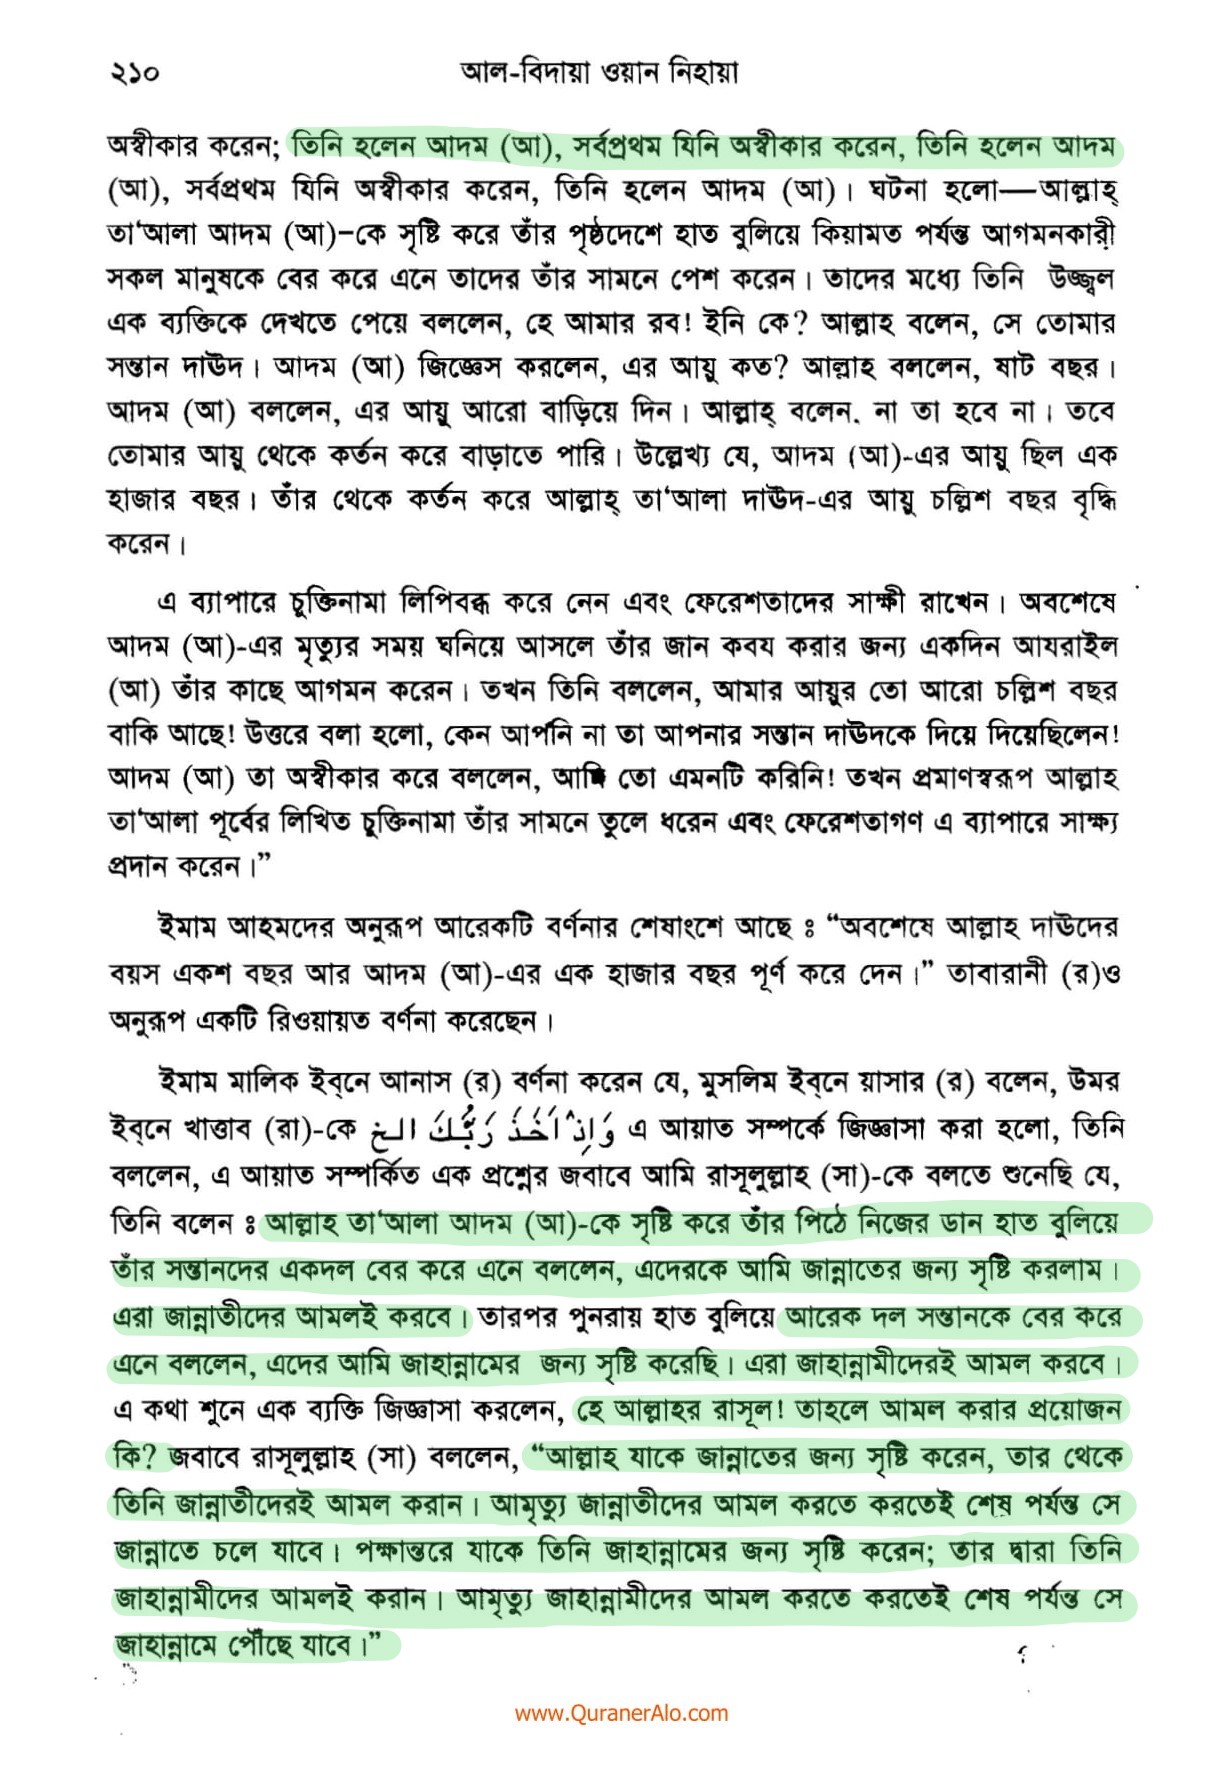 ২১০ আল-বিদায়া ওয়ান নিহায়া
অস্বীকার করেন; তিনি হলেন আদম (আ), সর্বপ্রথম যিনি অস্বীকার করেন, তিনি হলেন আদম
(আ), সর্বপ্রথম যিনি অস্বীকার করেন, তিনি হলেন আদম (আ)। ঘটনা হলো—আল্লাহ্
তা‘আলা আদম (আ)-কে সৃষ্টি করে তাঁর পৃষ্ঠদেশে হাত বুলিয়ে কিয়ামত পর্যন্ত আগমনকারী
সকল মানুষকে বের করে এনে তাদের তাঁর সামনে পেশ করেন। তাদের মধ্যে তিনি উজ্জ্বল
এক ব্যক্তিকে দেখতে পেয়ে বললেন, হে আমার রব! ইনি কে? আল্লাহ বলেন, সে তোমার
সন্তান দাঊদ। আদম (আ) জিজ্ঞেস করলেন, এর আয়ু কত? আল্লাহ বললেন, ষাট বছর।
আদম (আ) বললেন, এর আয়ু আরো বাড়িয়ে দিন। আল্লাহ্ বলেন. না তা হবে না। তবে
তোমার আয়ু থেকে কর্তন করে বাড়াতে পারি। উল্লেখ্য যে, আদম (আ)-এর আয়ু ছিল এক
হাজার বছর। তাঁর থেকে কর্তন করে আল্লাহ্ তা‘আলা দাঊদ-এর আয়ু চল্লিশ বছর বৃদ্ধি
করেন।
এ ব্যাপারে চুক্তিনামা লিপিবদ্ধ করে নেন এবং ফেরেশতাদের সাক্ষী রাখেন। অবশেষে
আদম (আ)-এর মৃত্যুর সময় ঘনিয়ে আসলে তাঁর জান কবয করার জন্য একদিন আযরাইল
(আ) তাঁর কাছে আগমন করেন। তখন তিনি বললেন, আমার আয়ুর তো আরো চল্লিশ বছর
বাকি আছে! উত্তরে বলা হলো, কেন আপনি না তা আপনার সন্তান দাঊদকে দিয়ে দিয়েছিলেন!
আদম (আ) তা অস্বীকার করে বললেন, আমি তো এমনটি করিনি! তখন প্রমাণস্বরূপ আল্লাহ
তা‘আলা পূর্বের লিখিত চুক্তিনামা তাঁর সামনে তুলে ধরেন এবং ফেরেশতাগণ এ ব্যাপারে সাক্ষ্য
প্রদান করেন।”
ইমাম আহমদের অনুরূপ আরেকটি বর্ণনার শেষাংশে আছে ঃ “অবশেষে আল্লাহ দাঊদের
বয়স একশ বছর আর আদম (আ)-এর এক হাজার বছর পূর্ণ করে দেন।” তাবারানী (র)ও
অনুরূপ একটি রিওয়ায়ত বর্ণনা করেছেন।
ইমাম মালিক ইব্‌নে আনাস (র) বর্ণনা করেন যে, মুসলিম ইব্‌নে য়াসার (র) বলেন, উমর
ইব্‌নে খাত্তাব (রা)-কে وَاِذْ اَخَذَ رَبُّكَ الخ এ আয়াত সম্পর্কে জিজ্ঞাসা করা হলো, তিনি
বললেন, এ আয়াত সম্পর্কিত এক প্রশ্নের জবাবে আমি রাসূলুল্লাহ (সা)-কে বলতে শুনেছি যে,
তিনি বলেন ঃ আল্লাহ তা‘আলা আদম (আ)-কে সৃষ্টি করে তাঁর পিঠে নিজের ডান হাত বুলিয়ে
তাঁর সন্তানদের একদল বের করে এনে বললেন, এদেরকে আমি জান্নাতের জন্য সৃষ্টি করলাম।
এরা জান্নাতীদের আমলই করবে। তারপর পুনরায় হাত বুলিয়ে আরেক দল সন্তানকে বের করে
এনে বললেন, এদের আমি জাহান্নামের জন্য সৃষ্টি করেছি। এরা জাহান্নামীদেরই আমল করবে।
এ কথা শুনে এক ব্যক্তি জিজ্ঞাসা করলেন, হে আল্লাহর রাসূল! তাহলে আমল করার প্রয়োজন
কি? জবাবে রাসূলুল্লাহ (সা) বললেন, “আল্লাহ যাকে জান্নাতের জন্য সৃষ্টি করেন, তার থেকে
তিনি জান্নাতীদেরই আমল করান। আমৃত্যু জান্নাতীদের আমল করতে করতেই শেষ পর্যন্ত সে
জান্নাতে চলে যাবে। পক্ষান্তরে যাকে তিনি জাহান্নামের জন্য সৃষ্টি করেন; তার দ্বারা তিনি
জাহান্নামীদের আমলই করান। আমৃত্যু জাহান্নামীদের আমল করতে করতেই শেষ পর্যন্ত সে
জাহান্নামে পৌঁছে যাবে।”
www.QuranerAlo.com